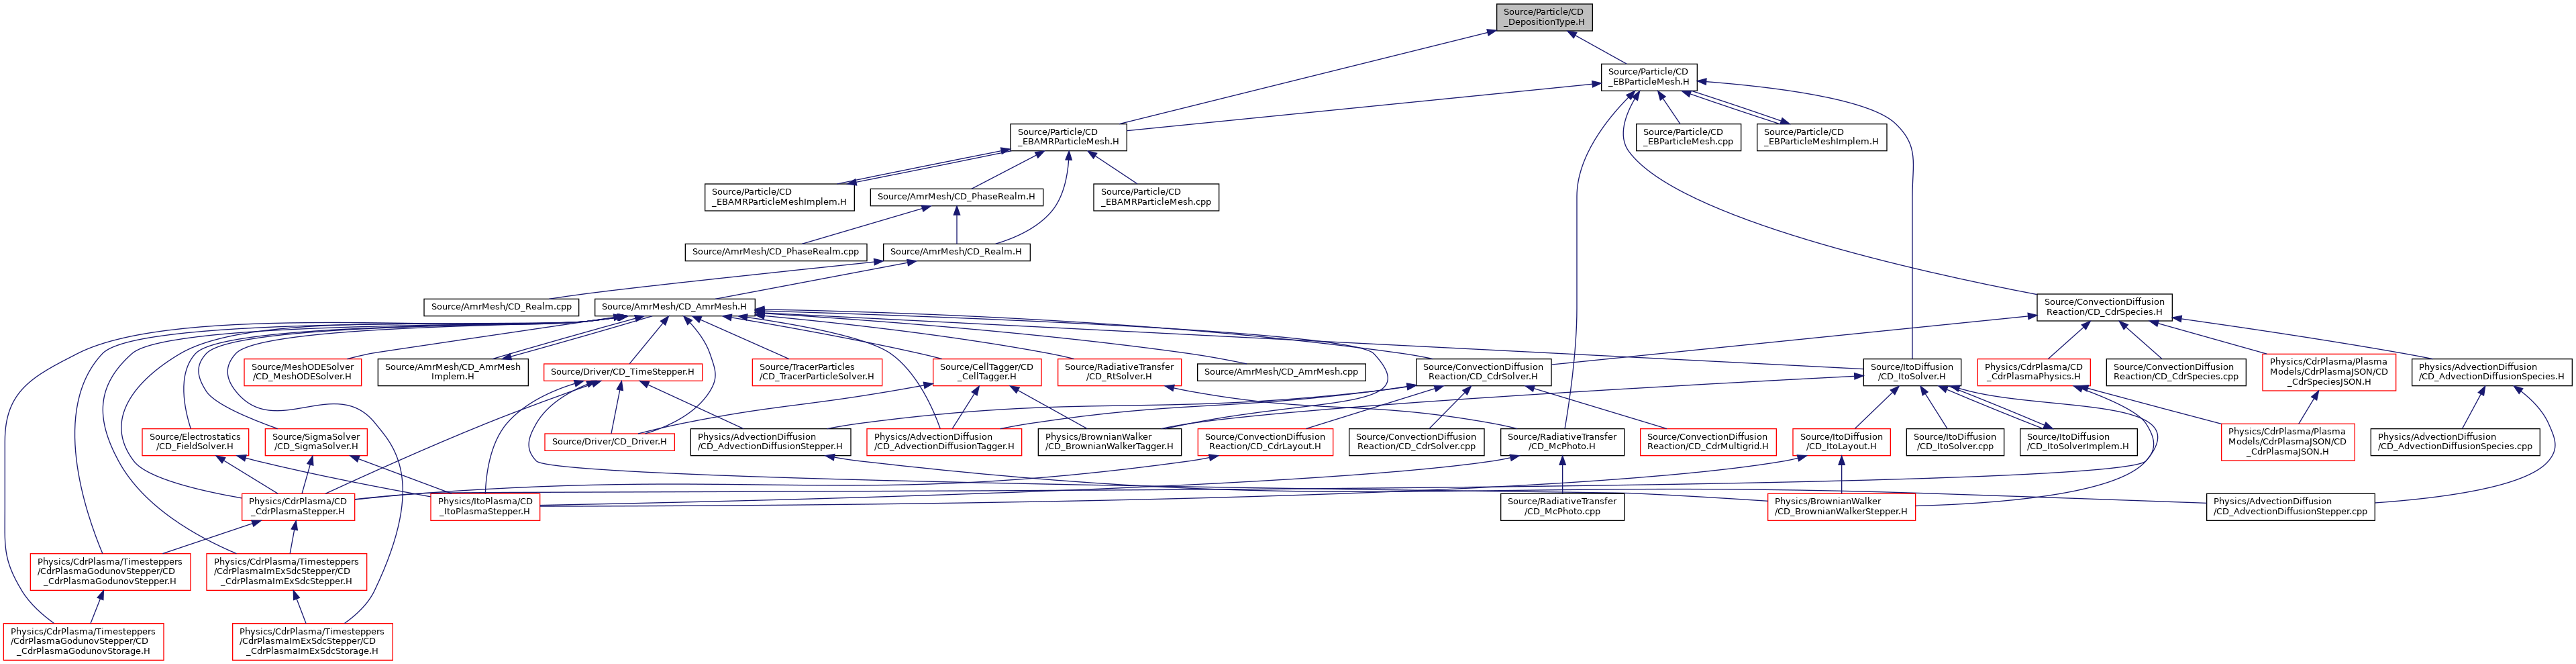 Source/Particle/CD
_DepositionType.H
Source/Particle/CD
_EBParticleMesh.H
Source/Particle/CD
_EBAMRParticleMesh.H
Source/Particle/CD
_EBParticleMesh.cpp
Source/Particle/CD
_EBParticleMeshImplem.H
Source/Particle/CD
_EBAMRParticleMeshImplem.H
Source/AmrMesh/CD_PhaseRealm.H
Source/Particle/CD
_EBAMRParticleMesh.cpp
Source/AmrMesh/CD_PhaseRealm.cpp
Source/AmrMesh/CD_Realm.H
Source/AmrMesh/CD_Realm.cpp
Source/AmrMesh/CD_AmrMesh.H
Source/ConvectionDiffusion
Reaction/CD_CdrSpecies.H
Source/MeshODESolver
/CD_MeshODESolver.H
Source/AmrMesh/CD_AmrMesh
Implem.H
Source/Driver/CD_TimeStepper.H
Source/TracerParticles
/CD_TracerParticleSolver.H
Source/CellTagger/CD
_CellTagger.H
Source/RadiativeTransfer
/CD_RtSolver.H
Source/AmrMesh/CD_AmrMesh.cpp
Source/ConvectionDiffusion
Reaction/CD_CdrSolver.H
Source/ItoDiffusion
/CD_ItoSolver.H
Physics/CdrPlasma/CD
_CdrPlasmaPhysics.H
Source/ConvectionDiffusion
Reaction/CD_CdrSpecies.cpp
Physics/CdrPlasma/Plasma
Models/CdrPlasmaJSON/CD
_CdrSpeciesJSON.H
Physics/AdvectionDiffusion
/CD_AdvectionDiffusionSpecies.H
Source/Electrostatics
/CD_FieldSolver.H
Source/SigmaSolver
/CD_SigmaSolver.H
Source/Driver/CD_Driver.H
Physics/AdvectionDiffusion
/CD_AdvectionDiffusionStepper.H
Physics/AdvectionDiffusion
/CD_AdvectionDiffusionTagger.H
Physics/BrownianWalker
/CD_BrownianWalkerTagger.H
Source/ConvectionDiffusion
Reaction/CD_CdrLayout.H
Source/ConvectionDiffusion
Reaction/CD_CdrSolver.cpp
Source/RadiativeTransfer
/CD_McPhoto.H
Source/ConvectionDiffusion
Reaction/CD_CdrMultigrid.H
Source/ItoDiffusion
/CD_ItoLayout.H
Source/ItoDiffusion
/CD_ItoSolver.cpp
Source/ItoDiffusion
/CD_ItoSolverImplem.H
Physics/CdrPlasma/Plasma
Models/CdrPlasmaJSON/CD
_CdrPlasmaJSON.H
Physics/AdvectionDiffusion
/CD_AdvectionDiffusionSpecies.cpp
Physics/CdrPlasma/CD
_CdrPlasmaStepper.H
Physics/ItoPlasma/CD
_ItoPlasmaStepper.H
Source/RadiativeTransfer
/CD_McPhoto.cpp
Physics/BrownianWalker
/CD_BrownianWalkerStepper.H
Physics/AdvectionDiffusion
/CD_AdvectionDiffusionStepper.cpp
Physics/CdrPlasma/Timesteppers
/CdrPlasmaGodunovStepper/CD
_CdrPlasmaGodunovStepper.H
Physics/CdrPlasma/Timesteppers
/CdrPlasmaImExSdcStepper/CD
_CdrPlasmaImExSdcStepper.H
Physics/CdrPlasma/Timesteppers
/CdrPlasmaGodunovStepper/CD
_CdrPlasmaGodunovStorage.H
Physics/CdrPlasma/Timesteppers
/CdrPlasmaImExSdcStepper/CD
_CdrPlasmaImExSdcStorage.H